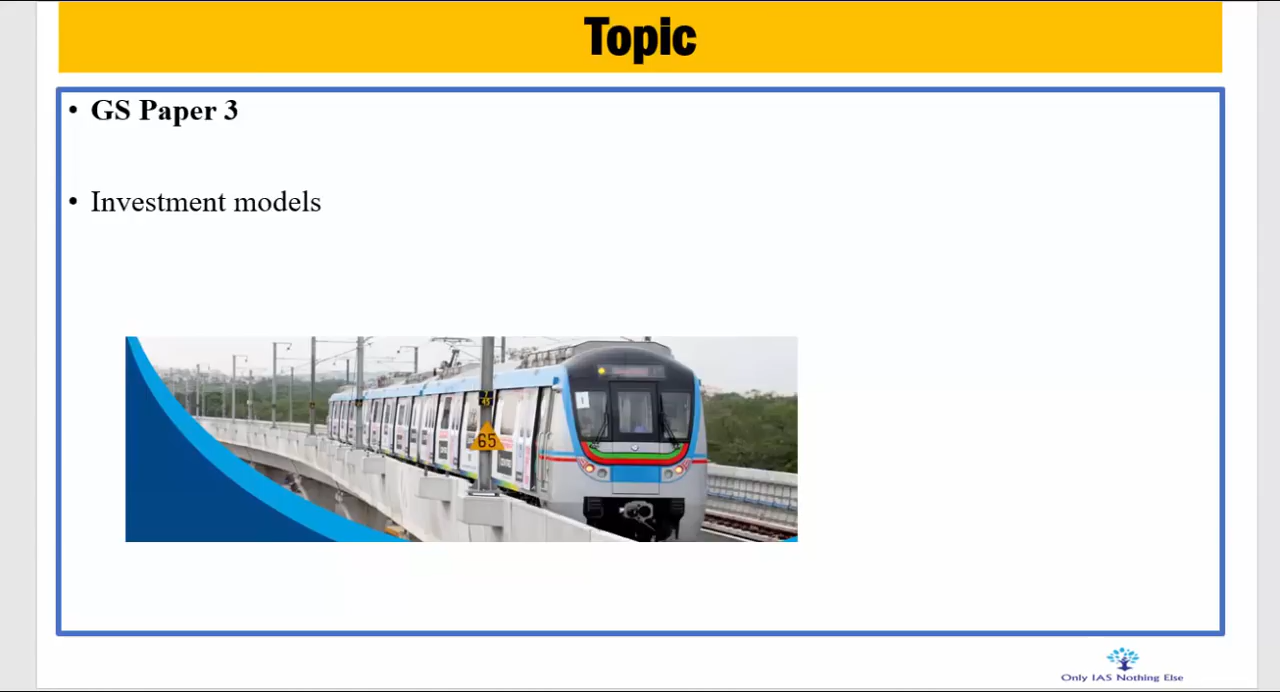 Topic
• GS Paper 3
• Investment models
65
Only IAS Nothing Else